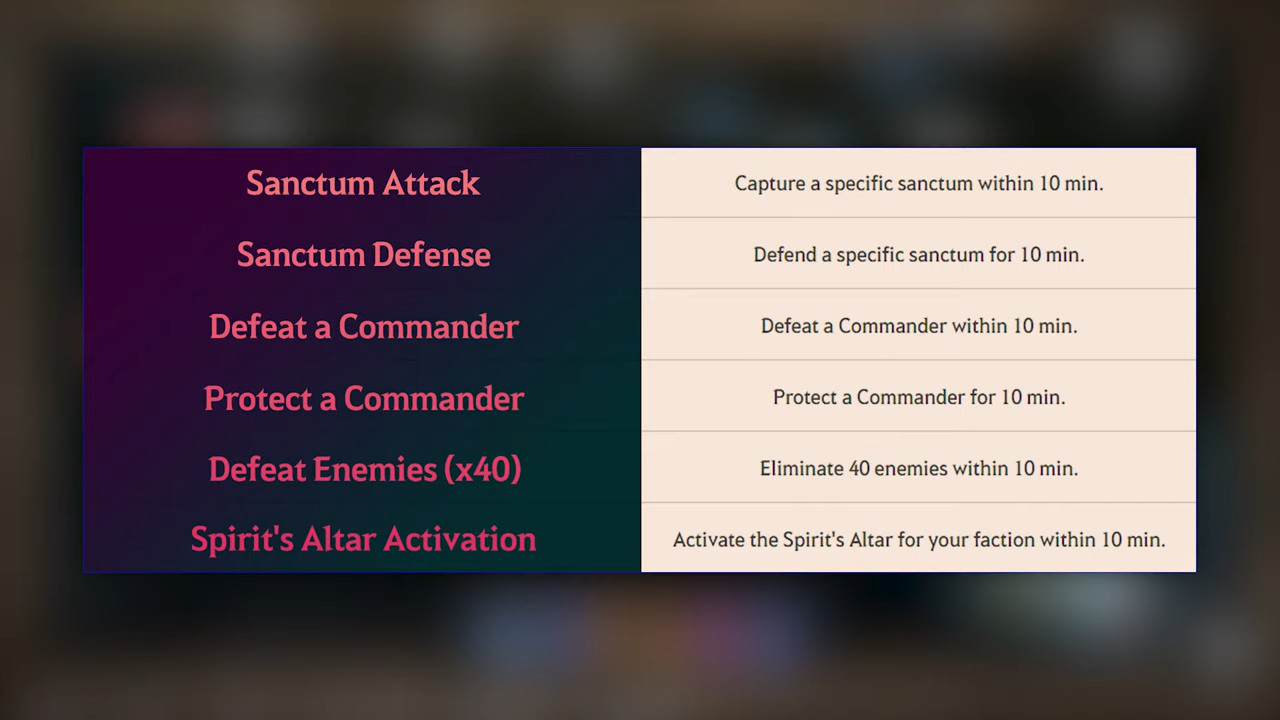 Sanctum Attack
Capture a specific sanctum within 10 min.
Sanctum Defense
Defend a specific sanctum for 10 min.
Defeat a Commander
Defeat a Commander within 10 min.
Protect a Commander
Protect a Commander for 10 min.
Defeat Enemies (x40)
Eliminate 40 enemies within 10 min.
Spirit's Altar Activation
Activate the Spirit's Altar for your faction within 10 min.